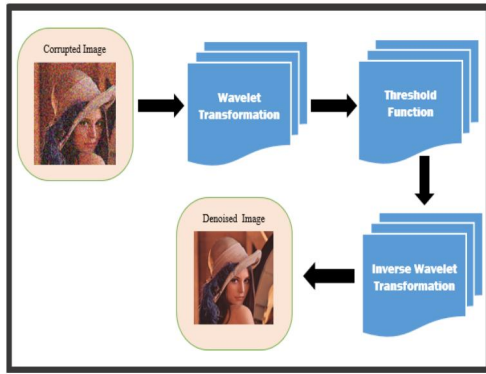 Corrupted Image
Wavelet
Transformation
Threshold
Function
Inverse Wavelet
Transformation
Denoised Image